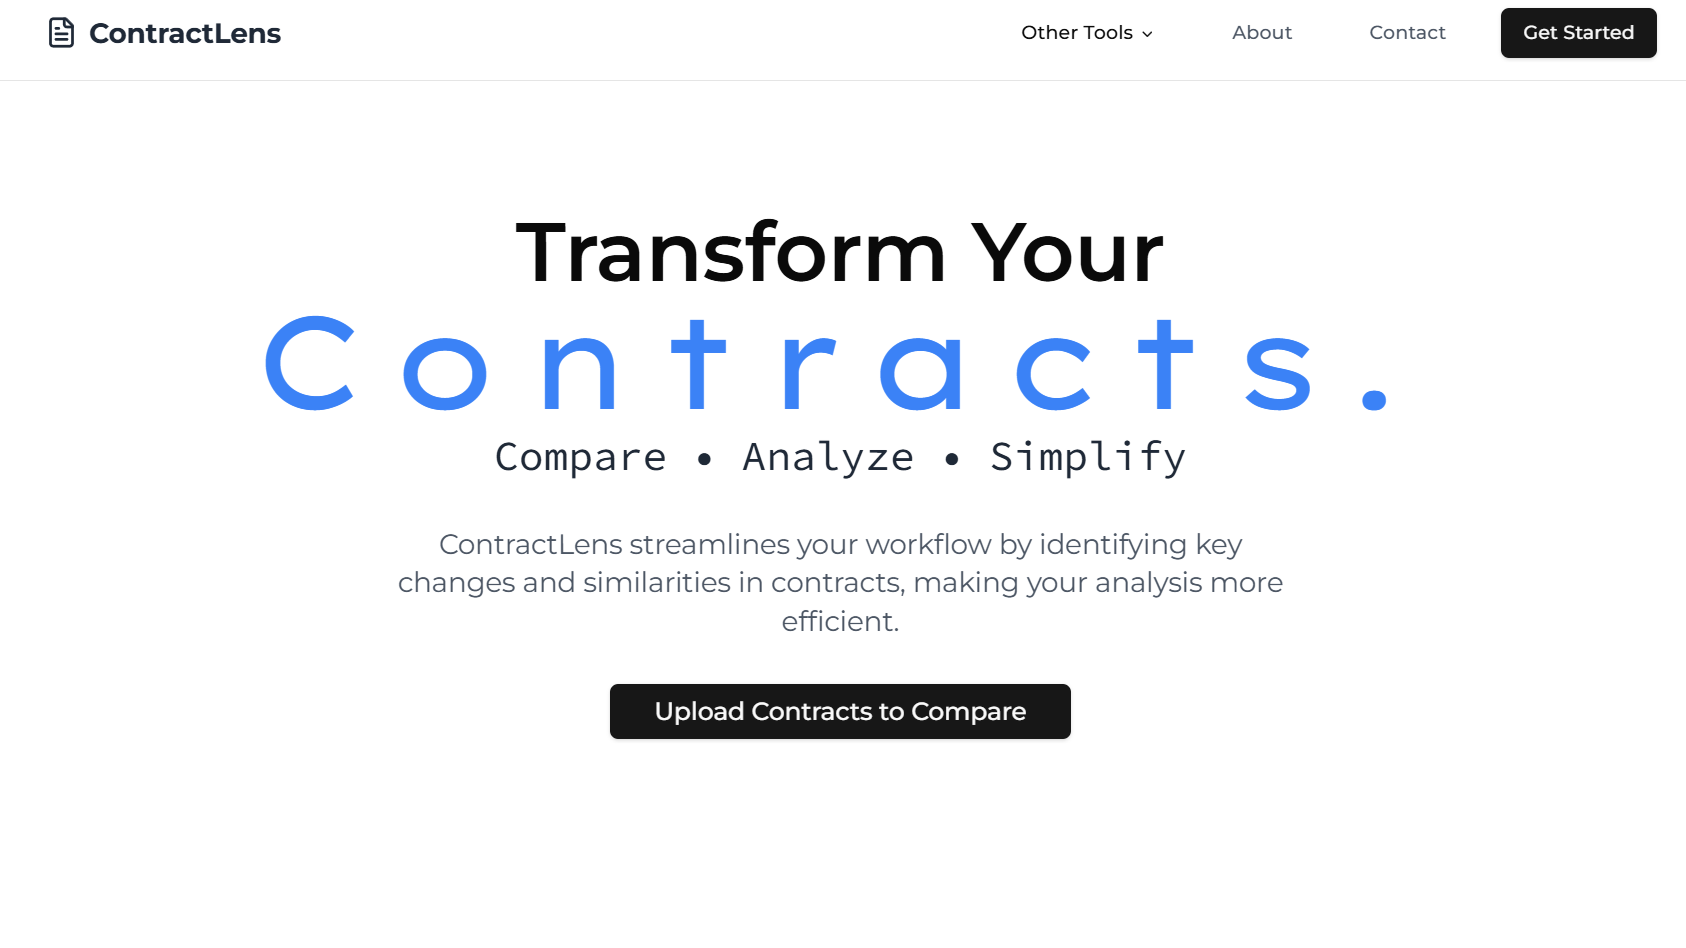 ContractLens
Other Tools
About
Contact
Get Started
Transform Your
Contracts.
Compare • Analyze • Simplify
ContractLens streamlines your workflow by identifying key
changes and similarities in contracts, making your analysis more
efficient.
Upload Contracts to Compare